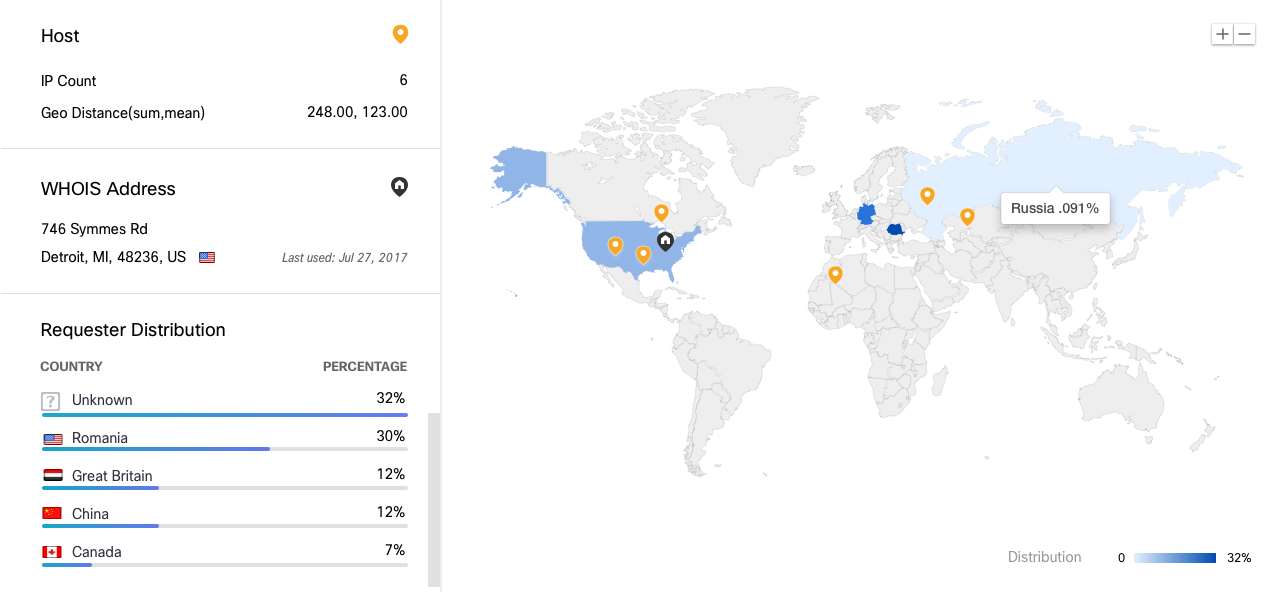 Host
IP Count 6
Geo Distance(sum,mean) 248.00, 123.00
WHOIS Address
746 Symmes Rd
Detroit, MI, 48236, US Last used: Jul 27, 2017
Requester Distribution
COUNTRY PERCENTAGE
? Unknown 32%
Romania 30%
Great Britain 12%
China 12%
Canada 7%
+ −
Russia .091%
Distribution 0 32%